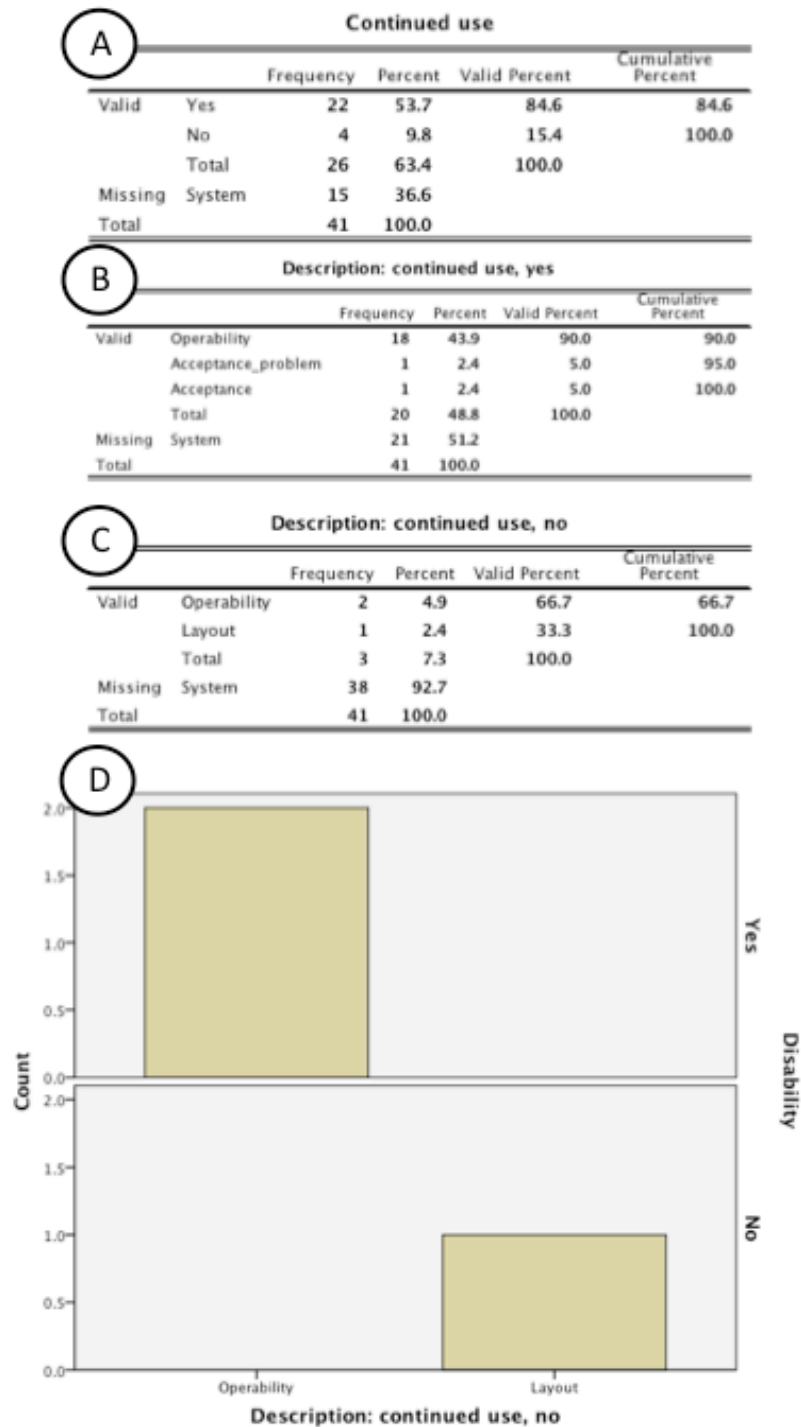 A
Continued use
Frequency Percent Valid Percent Cumulative Percent
Valid Yes 22 53.7 84.6 84.6
No 4 9.8 15.4 100.0
Total 26 63.4 100.0
Missing System 15 36.6
Total 41 100.0
B
Description: continued use, yes
Frequency Percent Valid Percent Cumulative Percent
Valid Operability 18 43.9 90.0 90.0
Acceptance_problem 1 2.4 5.0 95.0
Acceptance 1 2.4 5.0 100.0
Total 20 48.8 100.0
Missing System 21 51.2
Total 41 100.0
C
Description: continued use, no
Frequency Percent Valid Percent Cumulative Percent
Valid Operability 2 4.9 66.7 66.7
Layout 1 2.4 33.3 100.0
Total 3 7.3 100.0
Missing System 38 92.7
Total 41 100.0
D
2.0
1.5
1.0
0.5
0.0
Yes
Count
Disability
2.0
1.5
1.0
0.5
0.0
No
Operability Layout
Description: continued use, no